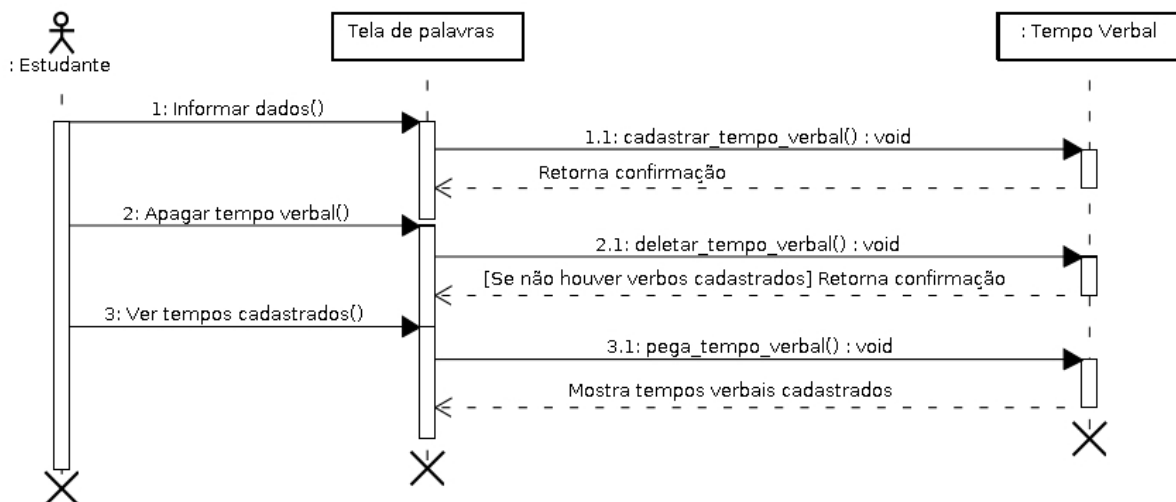 Tela de palavras
: Tempo Verbal
: Estudante
1: Informar dados()
1.1: cadastrar_tempo_verbal() : void
Retorna confirmação
2: Apagar tempo verbal()
2.1: deletar_tempo_verbal() : void
[Se não houver verbos cadastrados] Retorna confirmação
3: Ver tempos cadastrados()
3.1: pega_tempo_verbal() : void
Mostra tempos verbais cadastrados